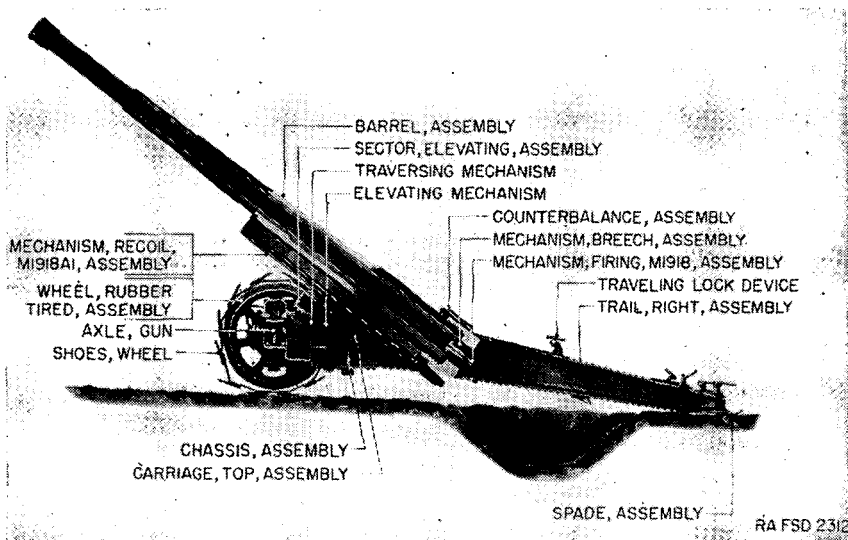 BARREL, ASSEMBLY
SECTOR, ELEVATING, ASSEMBLY
TRAVERSING MECHANISM
ELEVATING MECHANISM
COUNTERBALANCE, ASSEMBLY
MECHANISM, BREECH, ASSEMBLY
MECHANISM, FIRING, M1918, ASSEMBLY
TRAVELING LOCK DEVICE
TRAIL, RIGHT, ASSEMBLY
MECHANISM, RECOIL,
M1918A1, ASSEMBLY
WHEEL, RUBBER
TIRED, ASSEMBLY
AXLE, GUN
SHOES, WHEEL
CHASSIS, ASSEMBLY
CARRIAGE, TOP, ASSEMBLY
SPADE, ASSEMBLY
RA FSD 2312